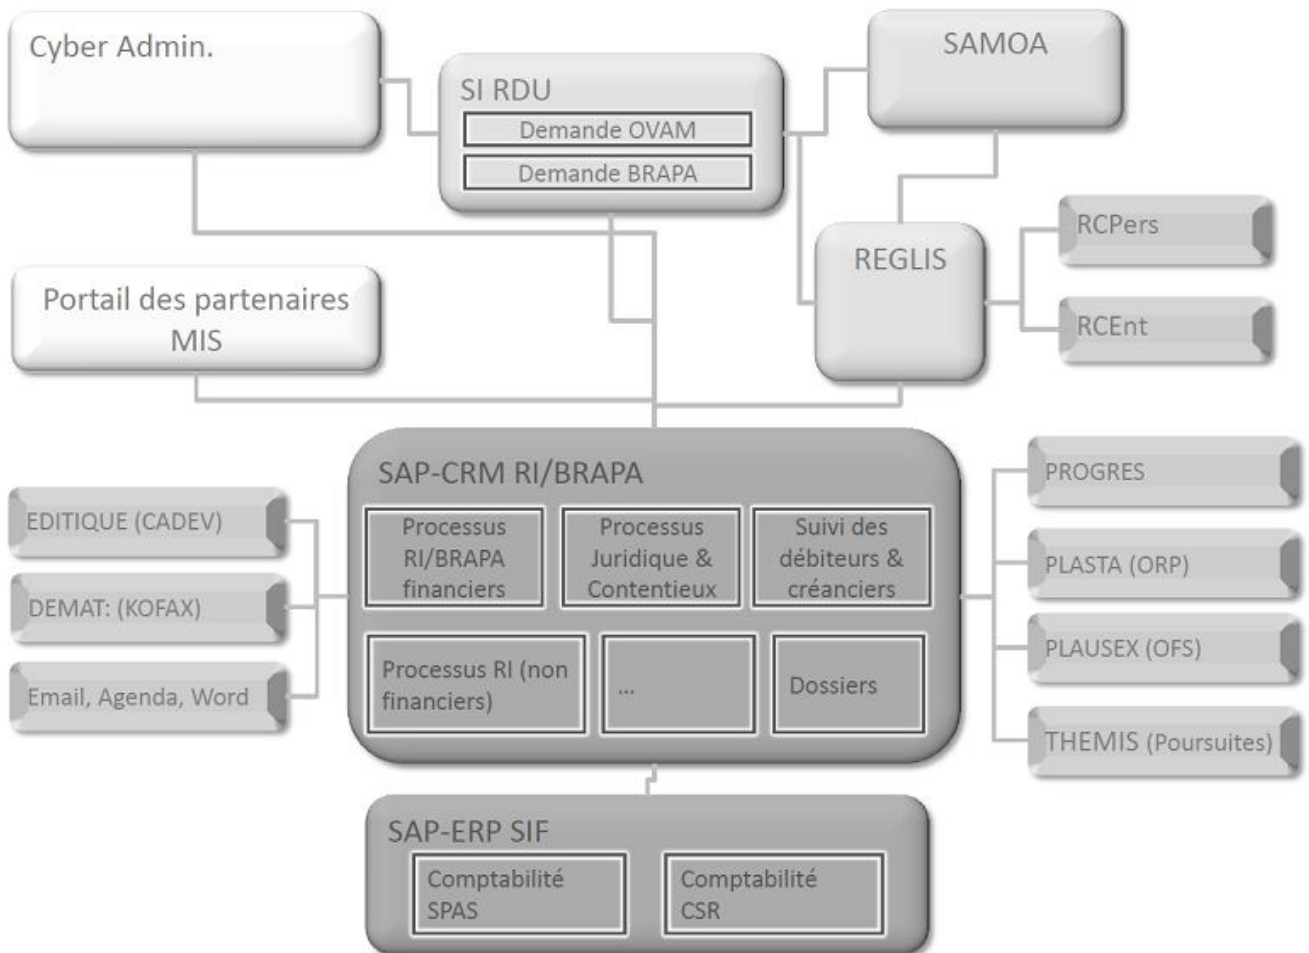 Cyber Admin.
SAMOA
SI RDU
Demande OVAM
Demande BRAPA
RCPers
REGLIS
Portail des partenaires
MIS
RCEnt
SAP-CRM RI/BRAPA
PROGRES
EDITIQUE (CADEV)
Processus
RI/BRAPA
financiers
Processus
Juridique &
Contentieux
Suivi des
débiteurs &
créanciers
PLASTA (ORP)
DEMAT: (KOFAX)
PLAUSEX (OFS)
Email, Agenda, Word
Processus RI (non
financiers)
...
Dossiers
THEMIS (Poursuites)
SAP-ERP SIF
Comptabilité
SPAS
Comptabilité
CSR